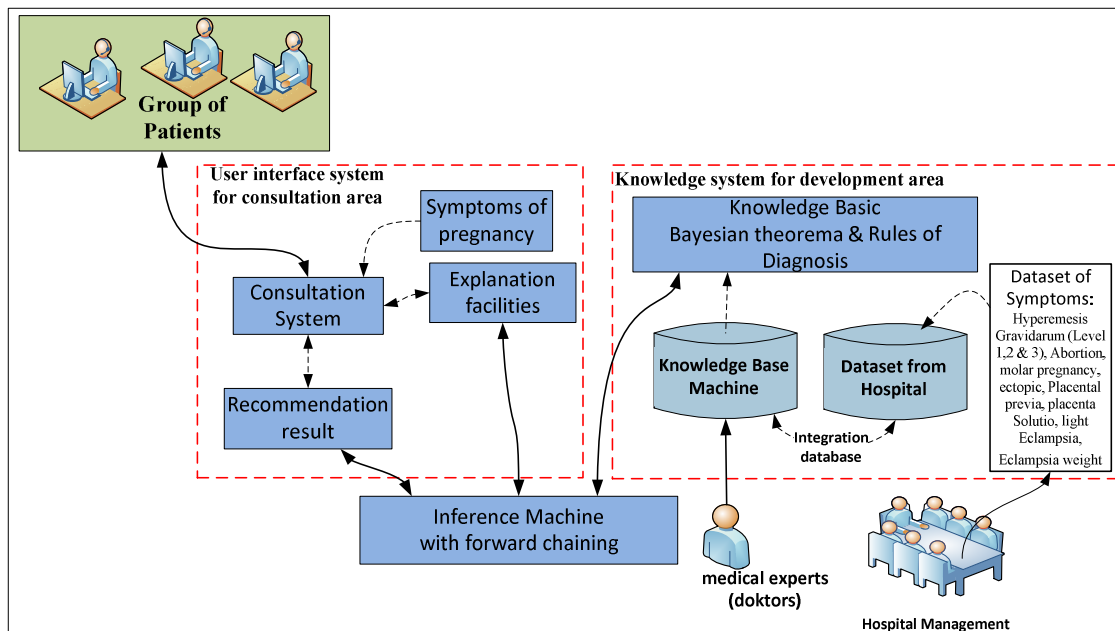 Group of
Patients
User interface system
for consultation area
Symptoms of
pregnancy
Explanation
facilities
Consultation
System
Recommendation
result
Knowledge system for development area
Knowledge Basic
Bayesian theorema & Rules of
Diagnosis
Knowledge Base
Machine
Dataset from
Hospital
Integration
database
Dataset of
Symptoms:
Hyperemesis
Gravidarum (Level
1,2 & 3), Abortion,
molar pregnancy,
ectopic, Placental
previa, placenta
Solutio, light
Eclampsia,
Eclampsia weight
Inference Machine
with forward chaining
medical experts
(doktors)
Hospital Management